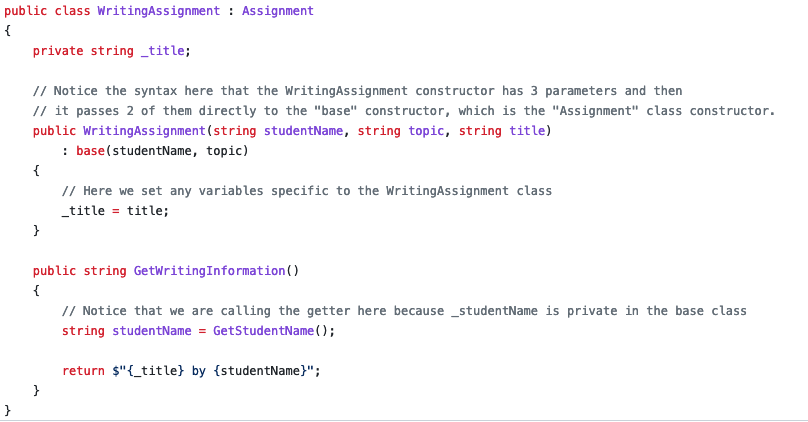 public class WritingAssignment : Assignment
{
    private string _title;

    // Notice the syntax here that the WritingAssignment constructor has 3 parameters and then
    // it passes 2 of them directly to the "base" constructor, which is the "Assignment" class constructor.
    public WritingAssignment(string studentName, string topic, string title)
        : base(studentName, topic)
    {
        // Here we set any variables specific to the WritingAssignment class
        _title = title;
    }

    public string GetWritingInformation()
    {
        // Notice that we are calling the getter here because _studentName is private in the base class
        string studentName = GetStudentName();

        return $"{_title} by {studentName}";
    }
}